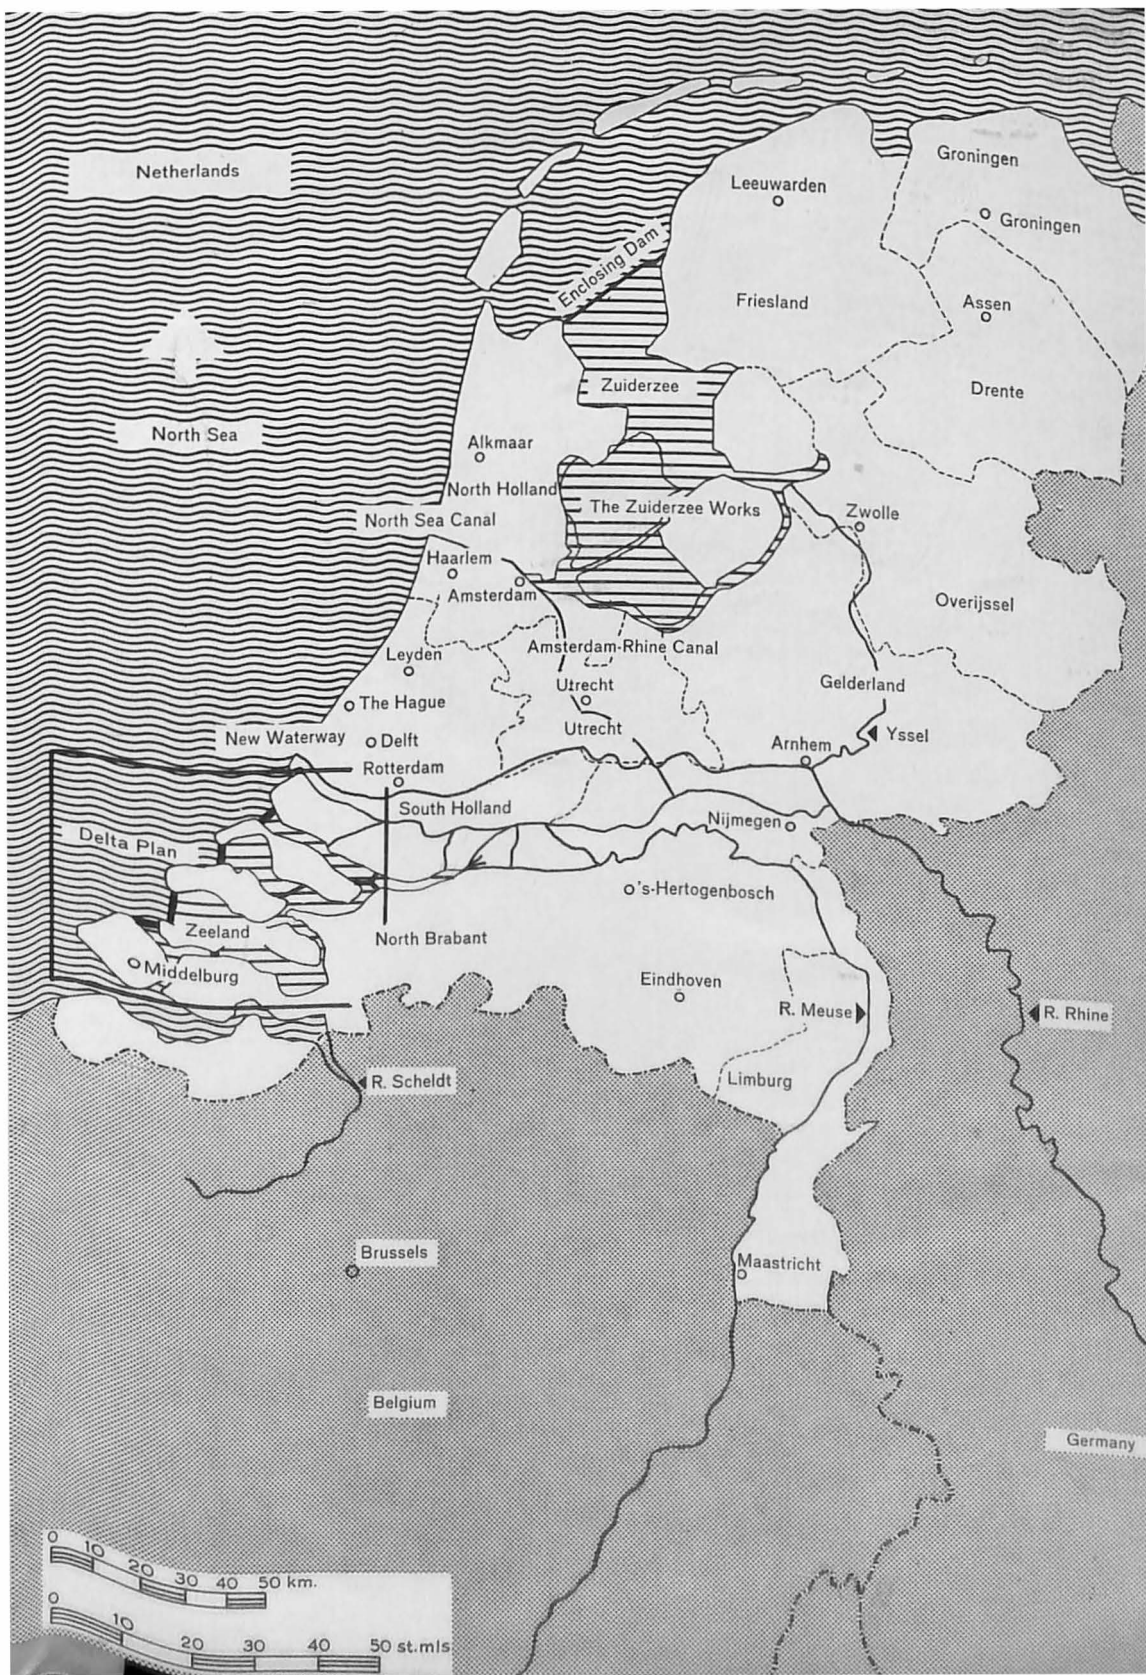 Netherlands
Groningen
Leeuwarden
Groningen
Enclosing Dam
Friesland
Assen
Zuiderzee
Drente
North Sea
Alkmaar
North Holland
The Zuiderzee Works
North Sea Canal
Zwolle
Haarlem
Amsterdam
Overijssel
Amsterdam-Rhine Canal
Leyden
Utrecht
Gelderland
The Hague
Utrecht
New Waterway
Delft
Arnhem
Yssel
Rotterdam
South Holland
Nijmegen
Delta Plan
's-Hertogenbosch
Zeeland
North Brabant
Middelburg
Eindhoven
R. Meuse
R. Rhine
R. Scheldt
Limburg
Brussels
Maastricht
Belgium
Germany
0 10 20 30 40 50 km.
0 10 20 30 40 50 st.mls